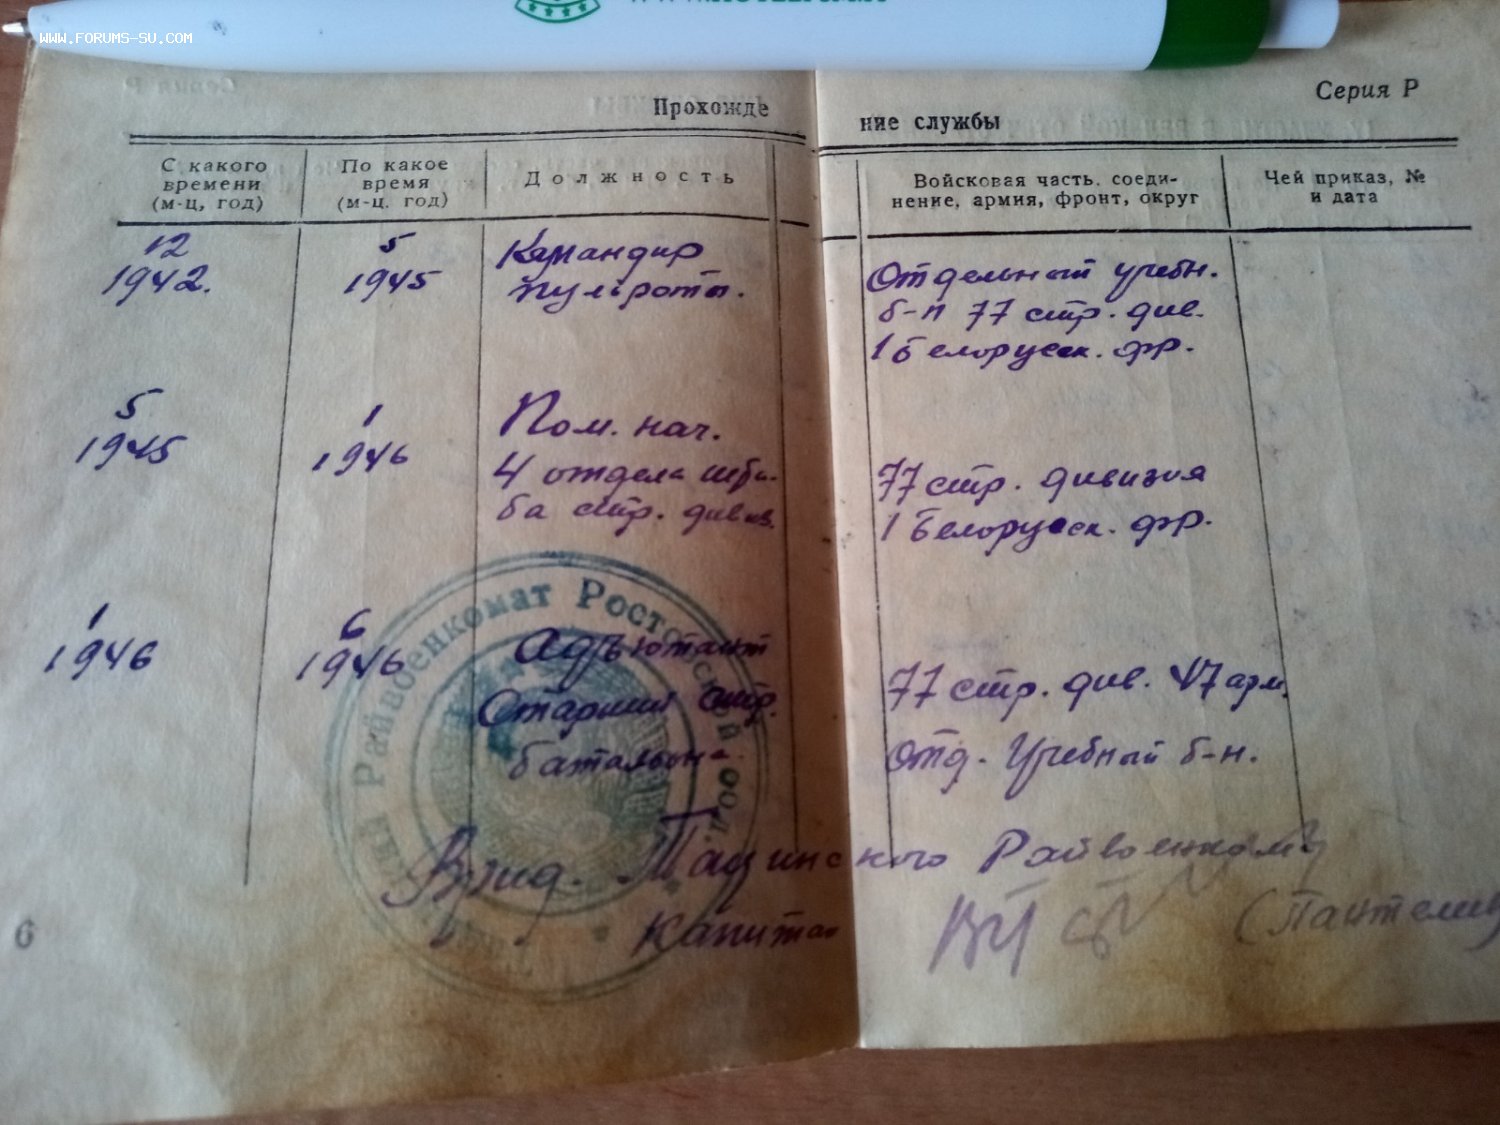 WWW.FORUMS-SU.COM
Серия Р
Прохожде
ние службы
С какого времени (м-ц, год)
По какое время (м-ц, год)
Должность
Войсковая часть, соеди-
нение, армия, фронт, округ
Чей приказ, №
и дата
12
1942.
5
1945
Командир
пульроты.
Отдельный учебн.
б-н 77 стр. див.
1 Белорусск. фр.
5
1945
1
1946
Пом. нач.
4 отдела шта-
ба стр. див.
77 стр. дивизия
1 Белорусск. фр.
1
1946
6
1946
Адъютант
Старший стр.
батальона
77 стр. див. 47 арм.
Отд. Учебный б-н.
Райвоенкомат Ростовской обл.
Врид. Тацинского Райвоенкома
Капитан
6